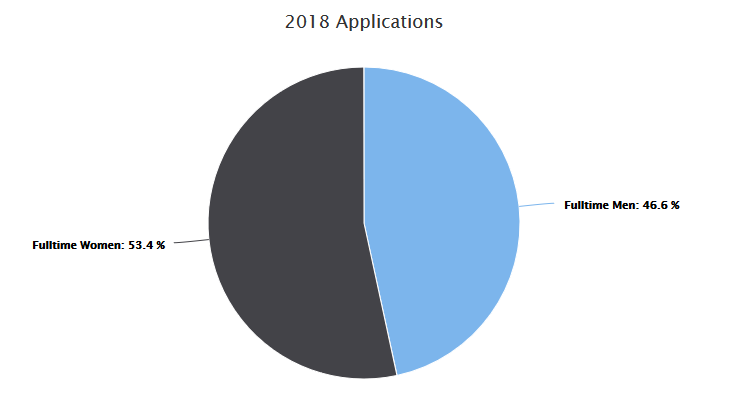 2018 Applications
Fulltime Men: 46.6 %
Fulltime Women: 53.4 %